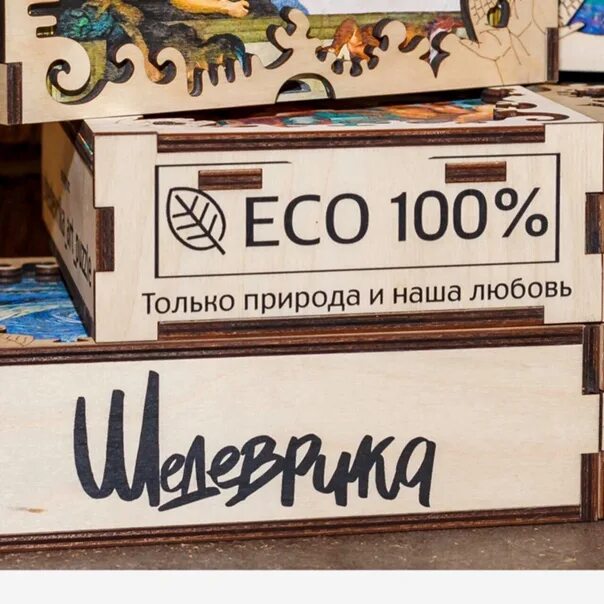 ECO 100%
Только природа и наша любовь
Шедеврика